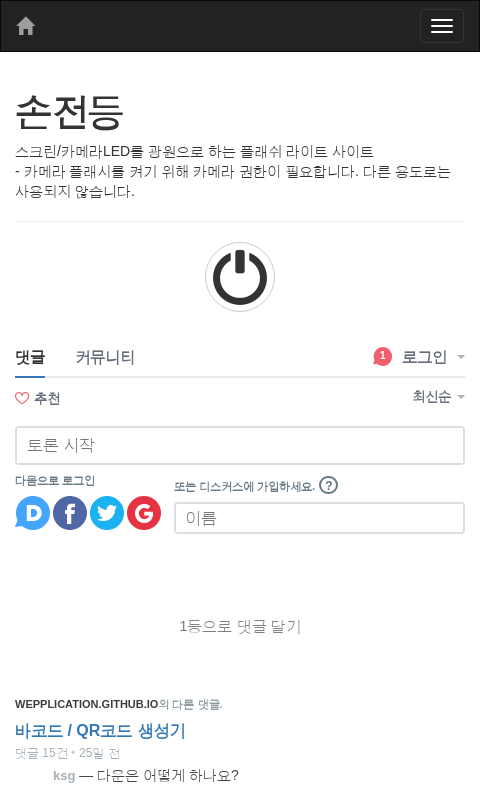 손전등
스크린/카메라LED를 광원으로 하는 플래쉬 라이트 사이트
- 카메라 플래시를 켜기 위해 카메라 권한이 필요합니다. 다른 용도로는
사용되지 않습니다.
댓글 커뮤니티 1 로그인
추천 최신순
토론 시작
다음으로 로그인
또는 디스커스에 가입하세요. ?
이름
1등으로 댓글 달기
WEPPLICATION.GITHUB.IO의 다른 댓글.
바코드 / QR코드 생성기
댓글 15건 • 25일 전
ksg — 다운은 어떻게 하나요?